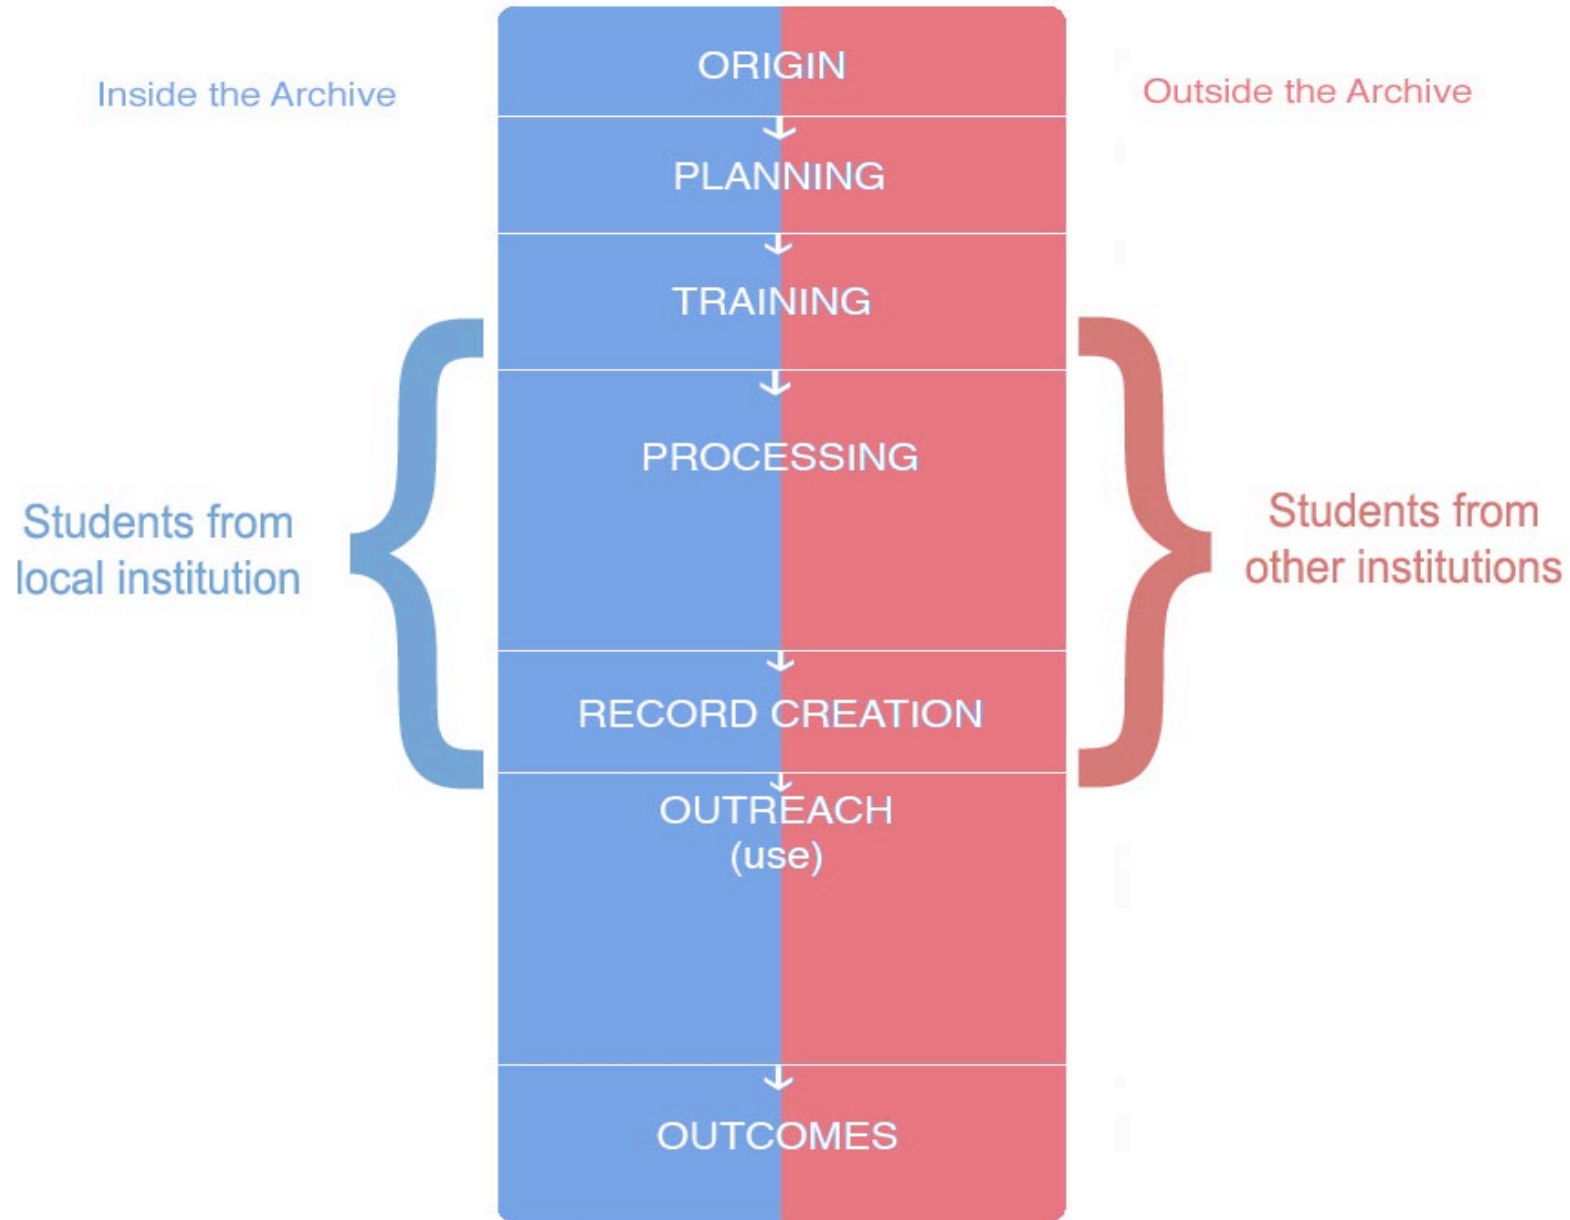 ORIGIN
Inside the Archive
Outside the Archive
PLANNING
TRAINING
PROCESSING
Students from
local institution
Students from
other institutions
RECORD CREATION
OUTREACH
(use)
OUTCOMES